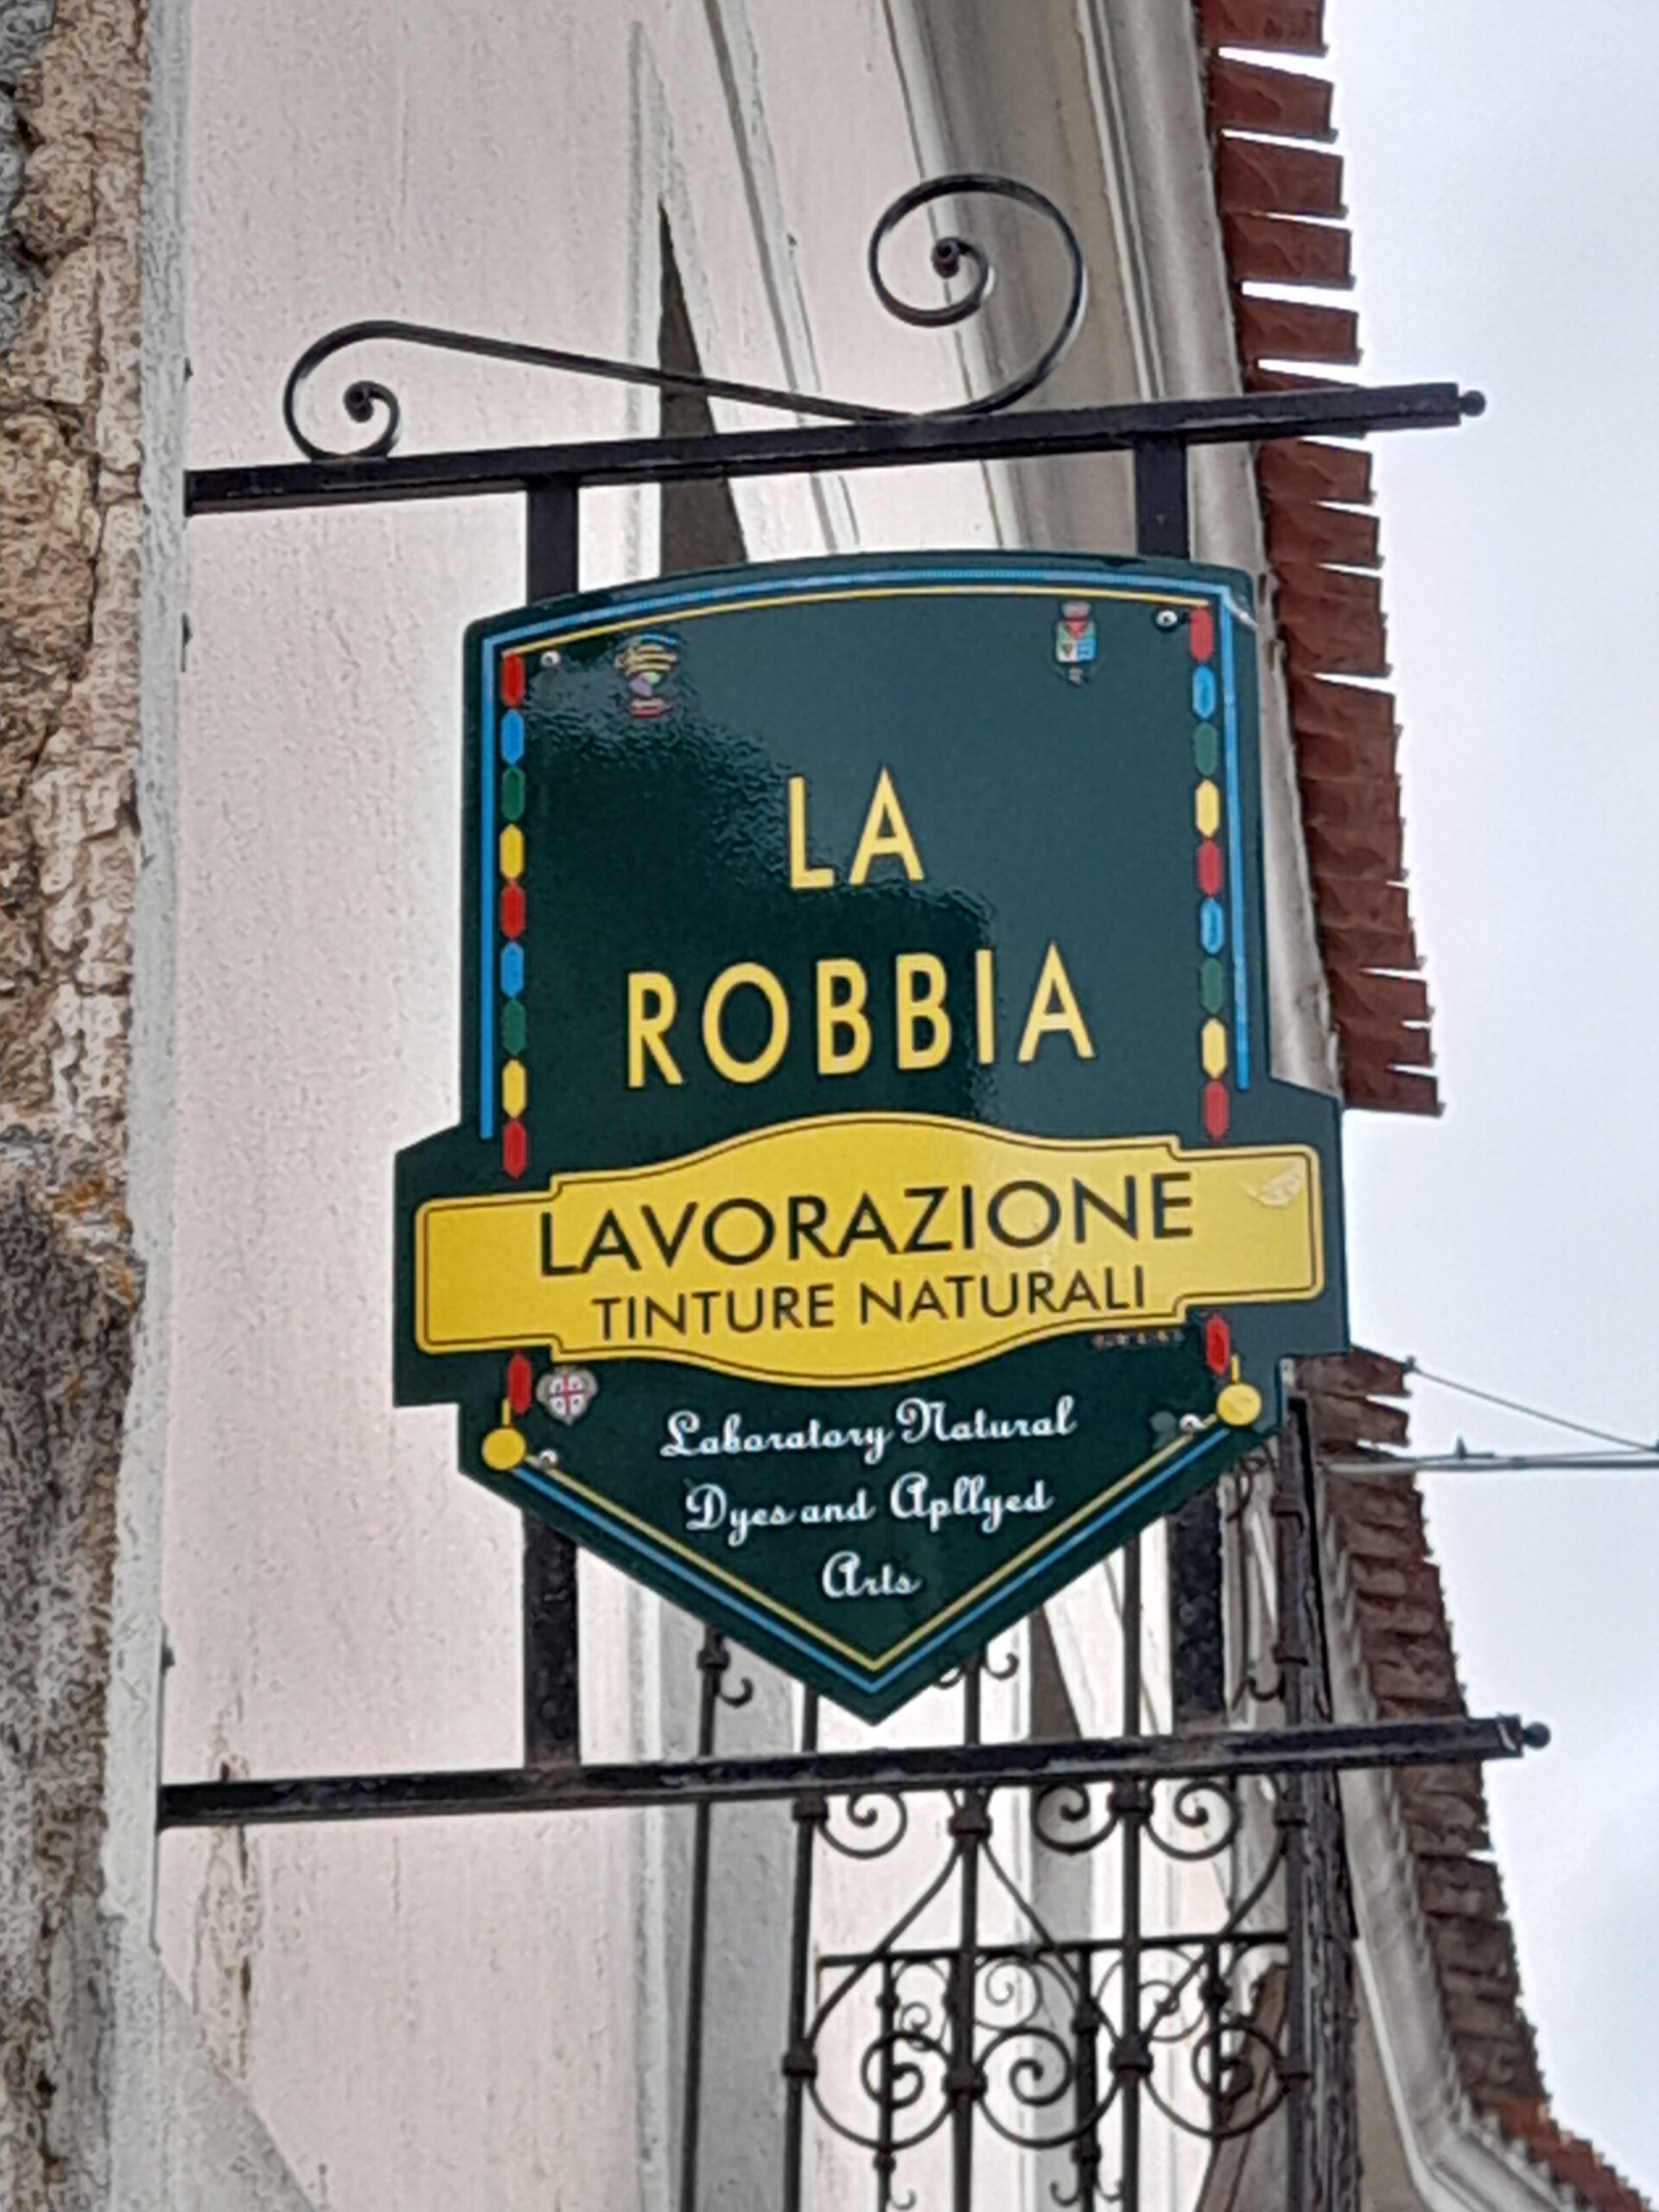 LA
ROBBIA
LAVORAZIONE
TINTURE NATURALI
Laboratory Natural
Dyes and Apllyed
Arts